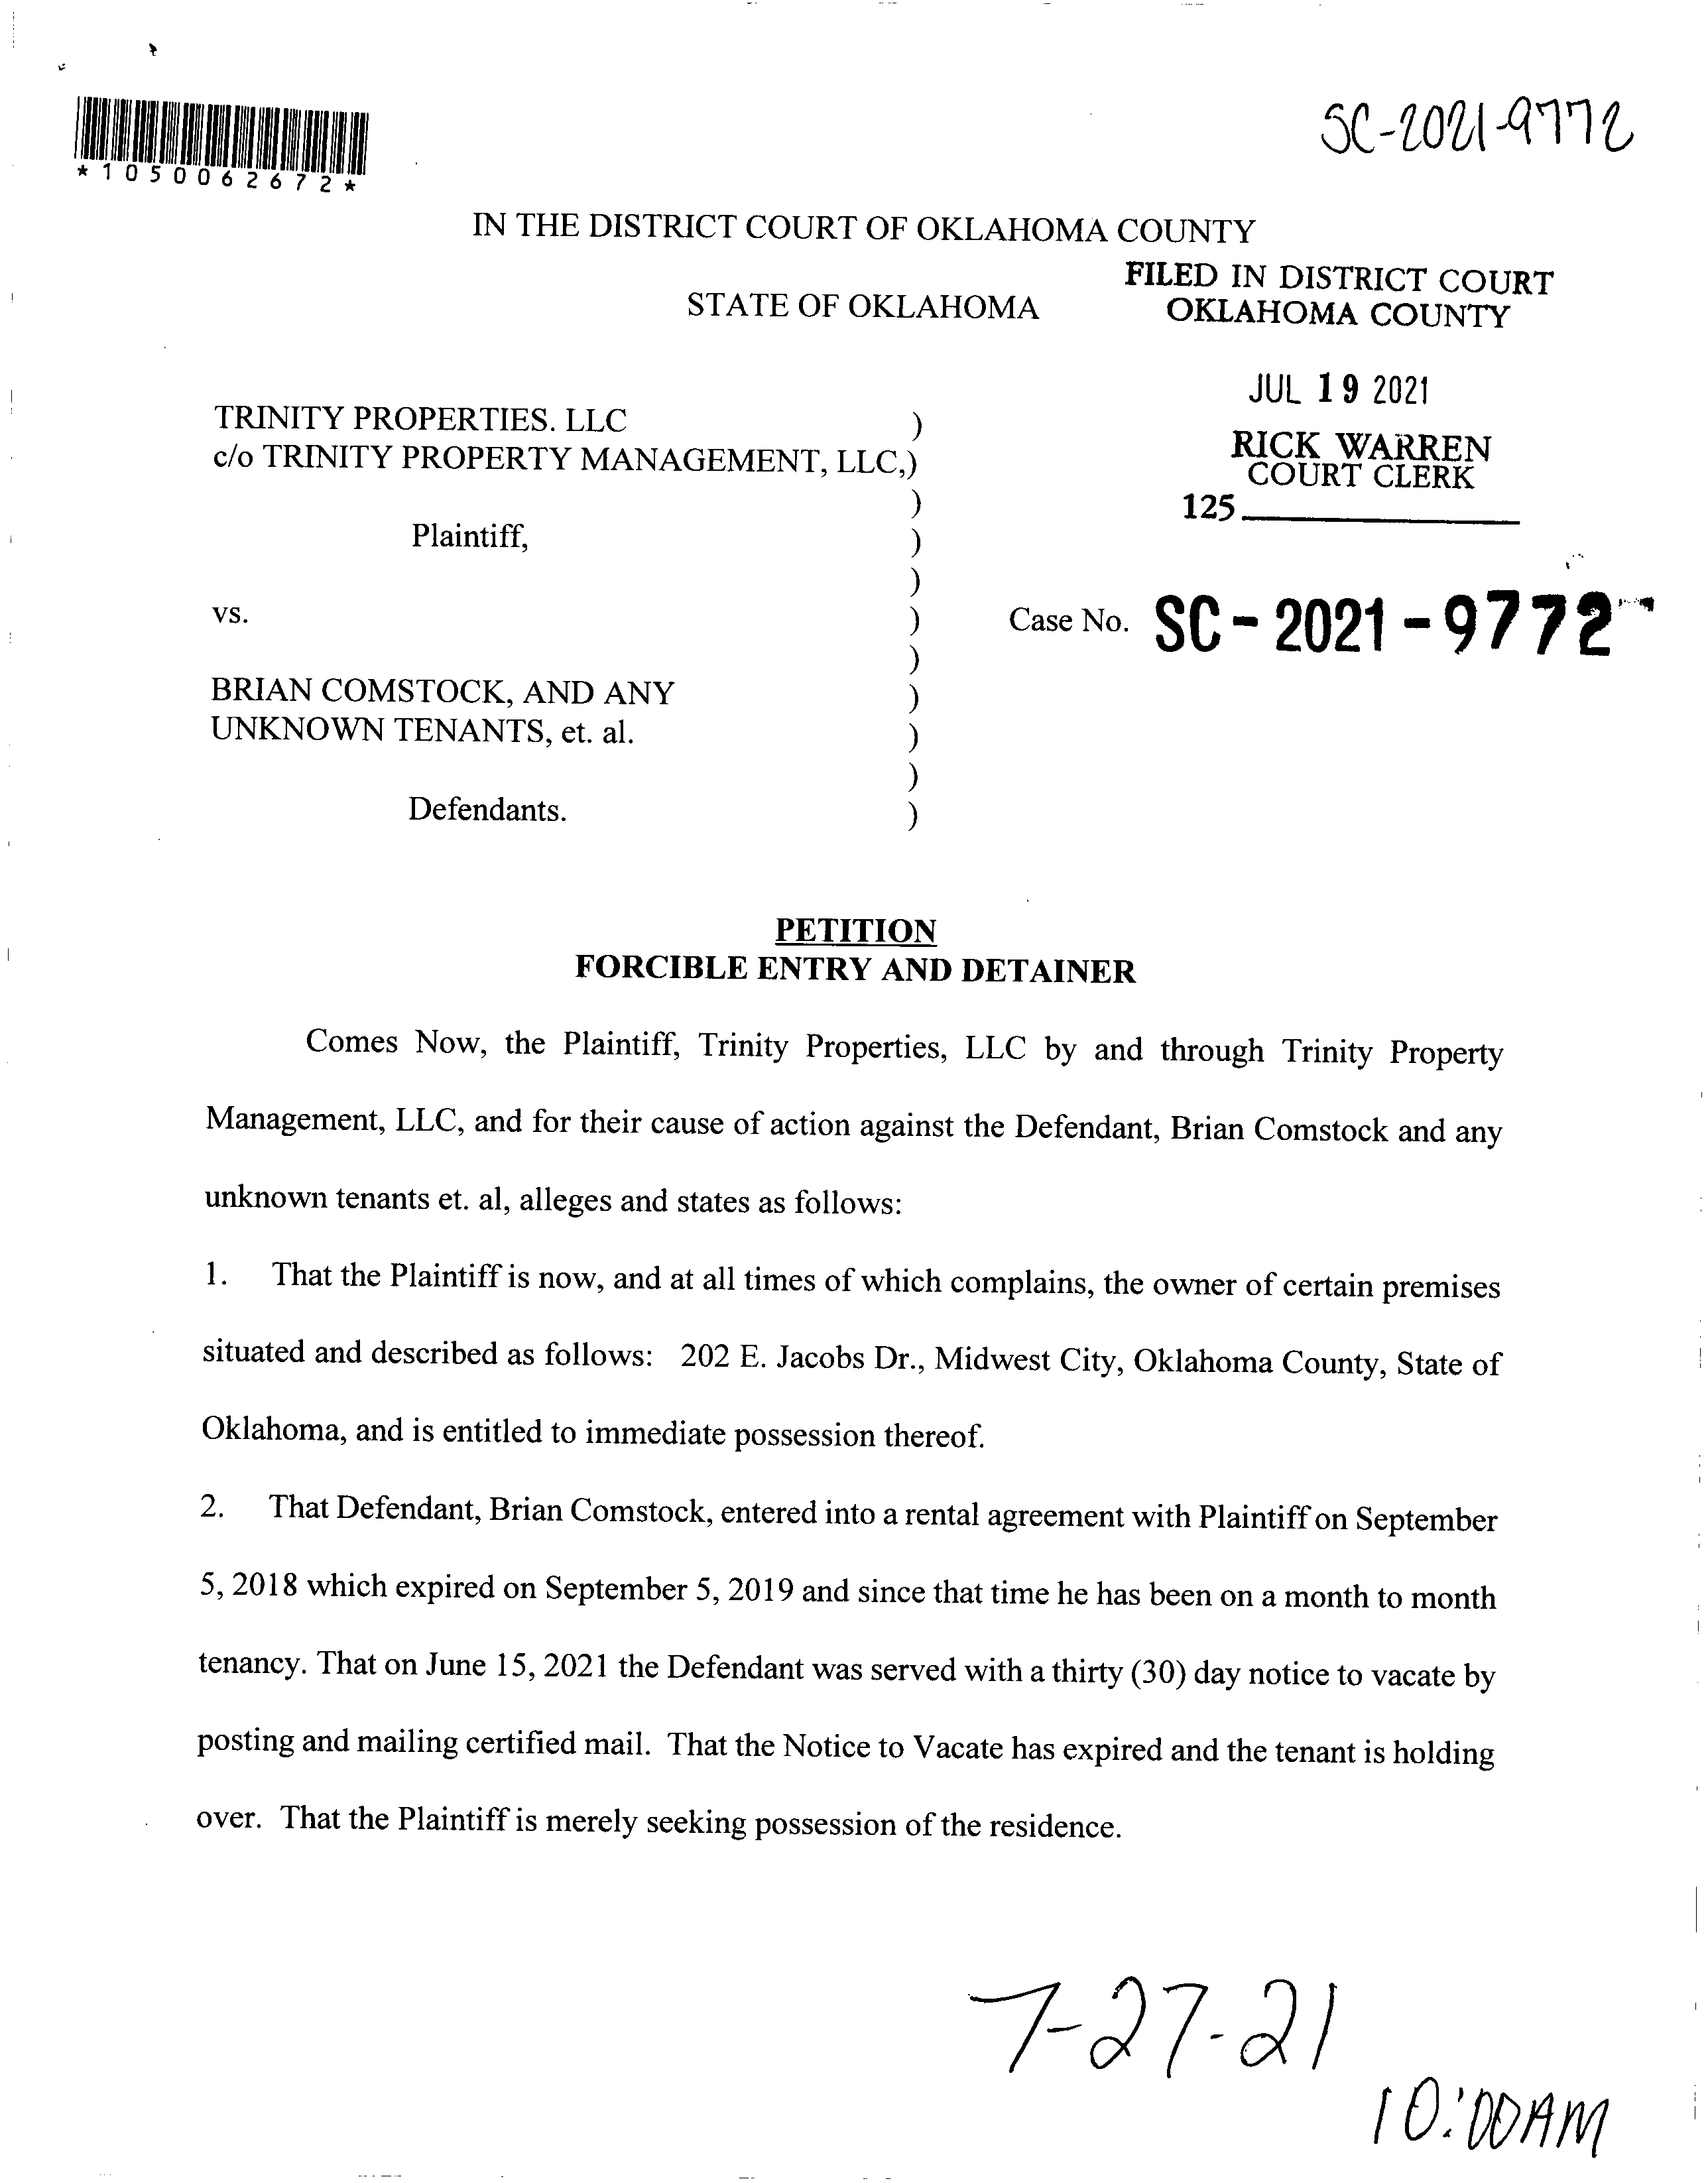 SC-2021-9772
*1050062672*
IN THE DISTRICT COURT OF OKLAHOMA COUNTY
FILED IN DISTRICT COURT
STATE OF OKLAHOMA
OKLAHOMA COUNTY
JUL 19 2021
TRINITY PROPERTIES. LLC )
c/o TRINITY PROPERTY MANAGEMENT, LLC,)
RICK WARREN
COURT CLERK
)
125
Plaintiff, )
)
vs. )
Case No. SC-2021-9772
)
BRIAN COMSTOCK, AND ANY )
UNKNOWN TENANTS, et. al. )
)
Defendants. )
PETITION
FORCIBLE ENTRY AND DETAINER
Comes Now, the Plaintiff, Trinity Properties, LLC by and through Trinity Property
Management, LLC, and for their cause of action against the Defendant, Brian Comstock and any
unknown tenants et. al, alleges and states as follows:
1. That the Plaintiff is now, and at all times of which complains, the owner of certain premises
situated and described as follows: 202 E. Jacobs Dr., Midwest City, Oklahoma County, State of
Oklahoma, and is entitled to immediate possession thereof.
2. That Defendant, Brian Comstock, entered into a rental agreement with Plaintiff on September
5, 2018 which expired on September 5, 2019 and since that time he has been on a month to month
tenancy. That on June 15, 2021 the Defendant was served with a thirty (30) day notice to vacate by
posting and mailing certified mail. That the Notice to Vacate has expired and the tenant is holding
over. That the Plaintiff is merely seeking possession of the residence.
7-27-21
10:00AM